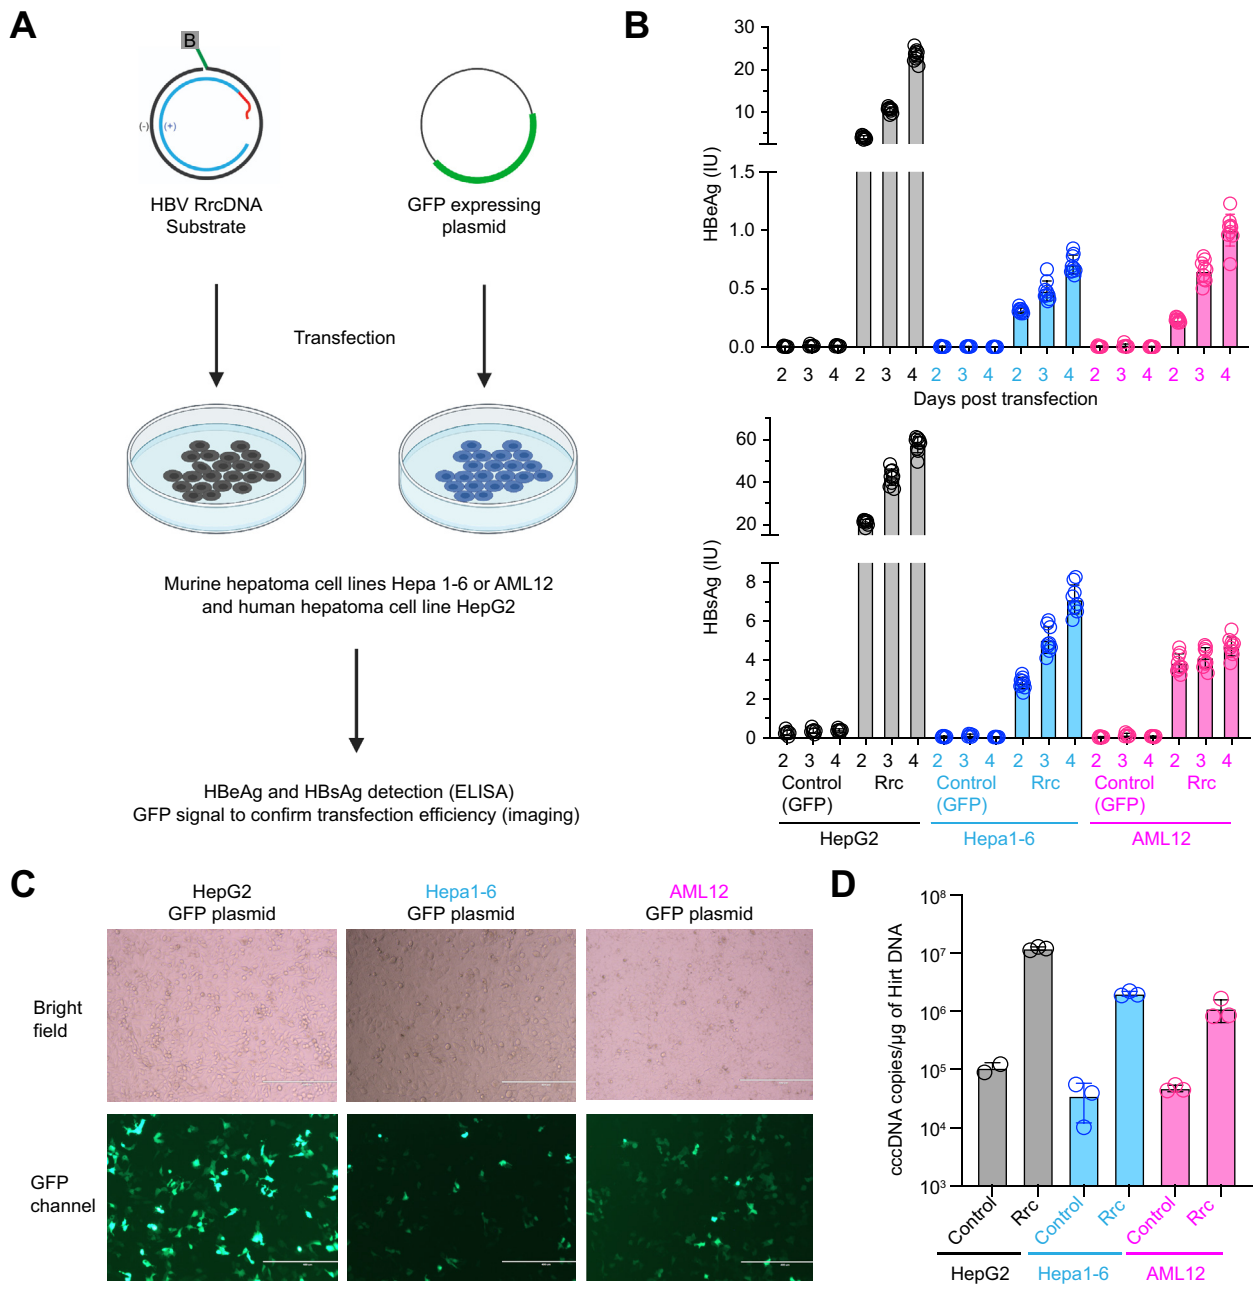 A
B
(-)
(+)
HBV RrcDNA
Substrate
GFP expressing
plasmid
Transfection
Murine hepatoma cell lines Hepa 1-6 or AML12
and human hepatoma cell line HepG2
HBeAg and HBsAg detection (ELISA)
GFP signal to confirm transfection efficiency (imaging)
B
HBeAg (IU)
30
20
10
1.5
1.0
0.5
0.0
2 3 4 2 3 4 2 3 4 2 3 4 2 3 4 2 3 4
Days post transfection
HBsAg (IU)
60
40
20
8
6
4
2
0
2 3 4 2 3 4 2 3 4 2 3 4 2 3 4 2 3 4
Control Rrc Control Rrc Control Rrc
(GFP) (GFP) (GFP)
HepG2 Hepa1-6 AML12
C
HepG2
GFP plasmid
Hepa1-6
GFP plasmid
AML12
GFP plasmid
Bright
field
GFP
channel
D
cccDNA copies/µg of Hirt DNA
10⁸
10⁷
10⁶
10⁵
10⁴
10³
Control Rrc Control Rrc Control Rrc
HepG2 Hepa1-6 AML12